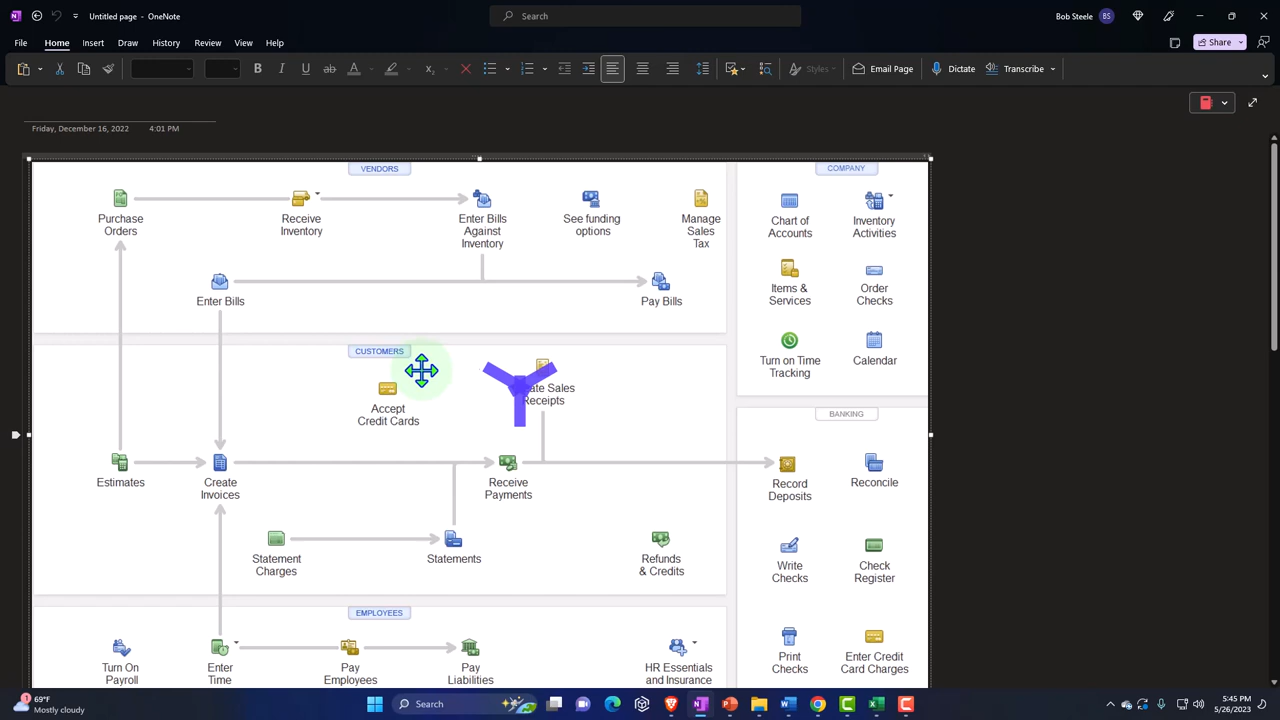 Untitled page - OneNote
Search
Bob Steele
BS
File
Home
Insert
Draw
History
Review
View
Help
Share
B
I
U
ab
A
x
Styles
Email Page
Dictate
Transcribe
Friday, December 16, 2022
4:01 PM
VENDORS
Purchase
Orders
Receive
Inventory
Enter Bills
Against
Inventory
See funding
options
Manage
Sales
Tax
Enter Bills
Pay Bills
COMPANY
Chart of
Accounts
Inventory
Activities
Items &
Services
Order
Checks
Turn on Time
Tracking
Calendar
CUSTOMERS
Accept
Credit Cards
Sales
Receipts
Estimates
Create
Invoices
Receive
Payments
Statement
Charges
Statements
Refunds
& Credits
BANKING
Record
Deposits
Reconcile
Write
Checks
Check
Register
Print
Checks
Enter Credit
Card Charges
EMPLOYEES
Turn On
Payroll
Enter
Time
Pay
Employees
Pay
Liabilities
HR Essentials
and Insurance
1
69°F
Mostly cloudy
Search
5:45 PM
5/26/2023